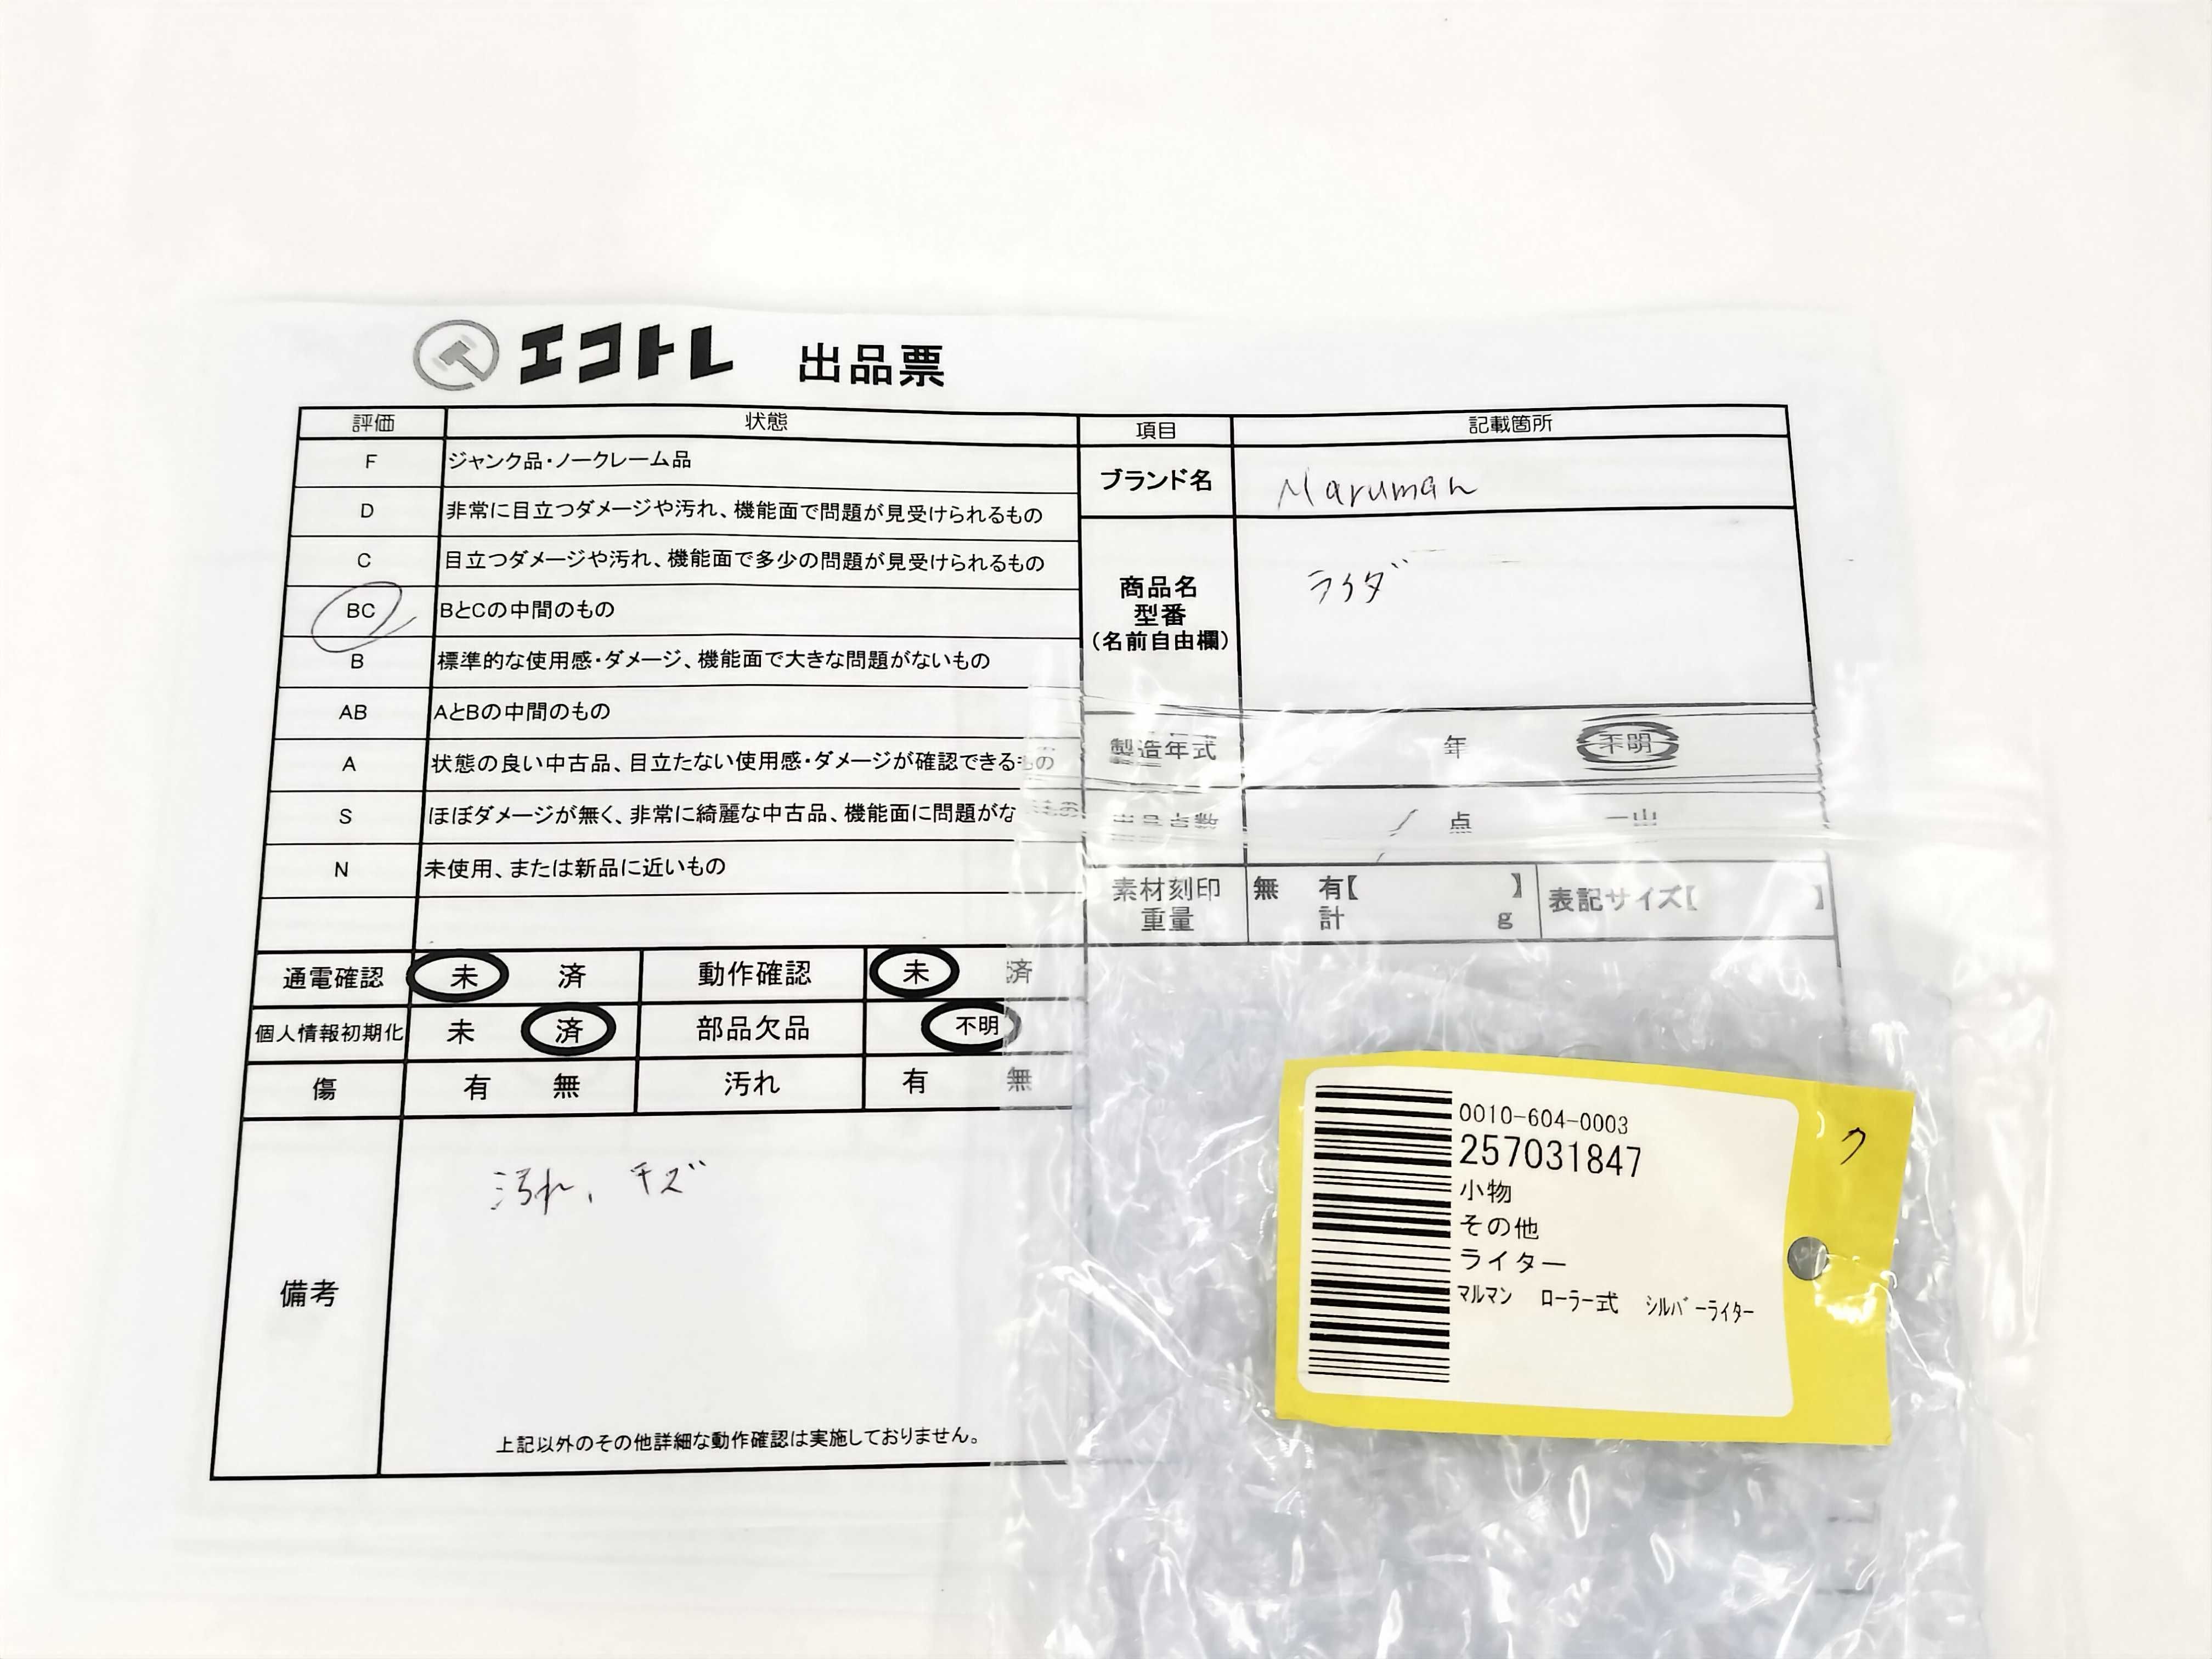 エコトレ 出品票
評価 状態 項目 記載箇所
F ジャンク品・ノークレーム品
D 非常に目立つダメージや汚れ、機能面で問題が見受けられるもの
C 目立つダメージや汚れ、機能面で多少の問題が見受けられるもの
BC BとCの中間のもの
B 標準的な使用感・ダメージ、機能面で大きな問題がないもの
AB AとBの中間のもの
A 状態の良い中古品、目立たない使用感・ダメージが確認できるもの
S ほぼダメージが無く、非常に綺麗な中古品、機能面に問題がな
N 未使用、または新品に近いもの
ブランド名 Maruman
商品名
型番
(名前自由欄)
ライダ
製造年式 年 不明
出品点数 / 点 一山
素材刻印
重量
無 有【 】
計 g
表記サイズ【 】
通電確認 未 済 動作確認 未 済
個人情報初期化 未 済 部品欠品 不明
傷 有 無 汚れ 有 無
備考
汚れ、キズ
上記以外のその他詳細な動作確認は実施しておりません。
0010-604-0003
257031847
小物
その他
ライター
ﾏﾙﾏﾝ ﾛｰﾗｰ式 ｼﾙﾊﾞｰﾗｲﾀｰ